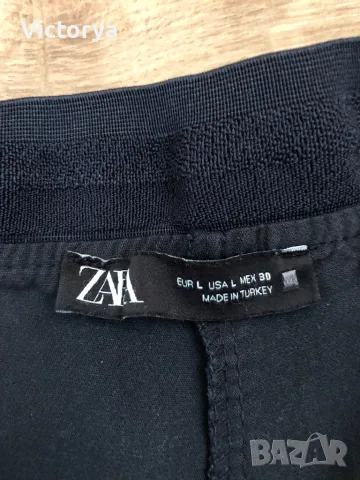 Victorya
ZARA
EUR L USA L MEX 30
MADE IN TURKEY
BAZAR